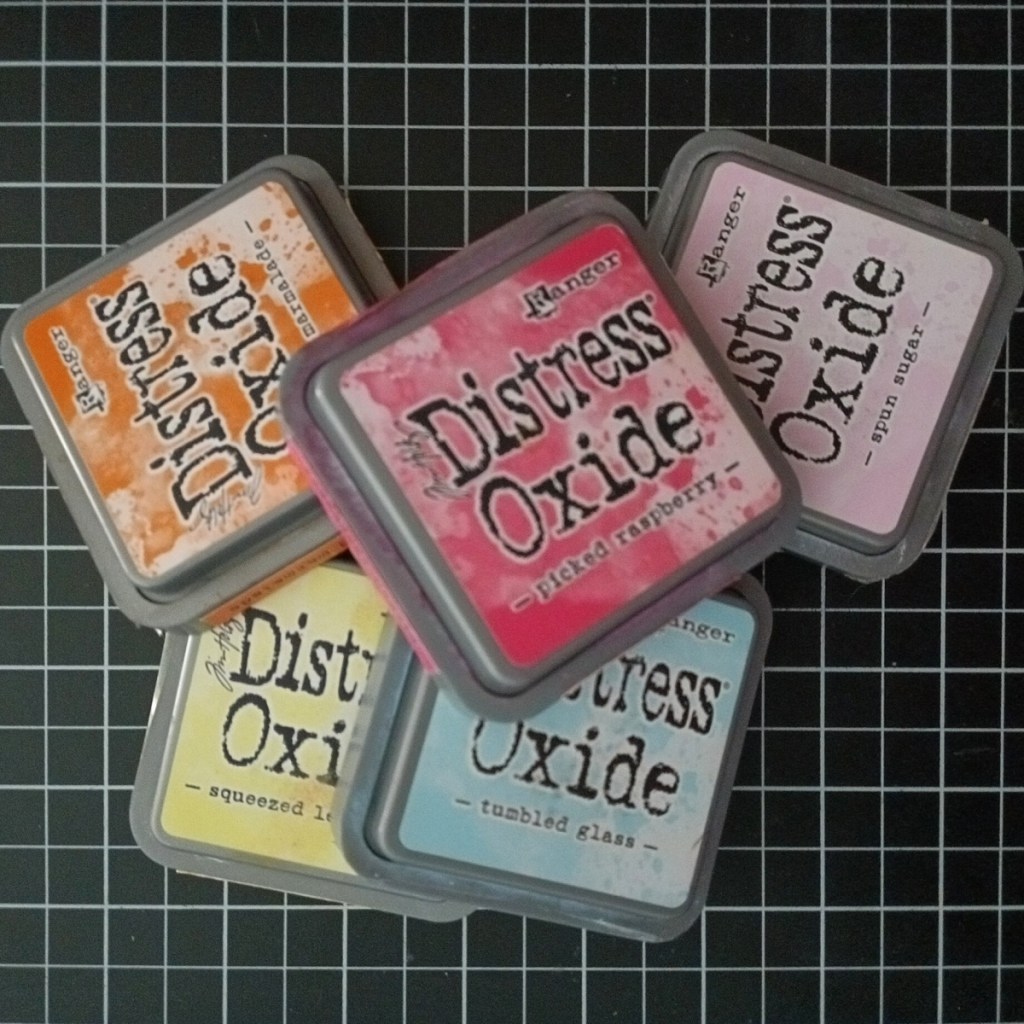 Ranger
Distress
Oxide
marmalade —
Ranger
Distress®
Oxide
— picked raspberry —
Ranger
Distress®
Oxide
— spun sugar —
Dist
Oxi
— squeezed le
anger
tress®
Oxide
— tumbled glass —